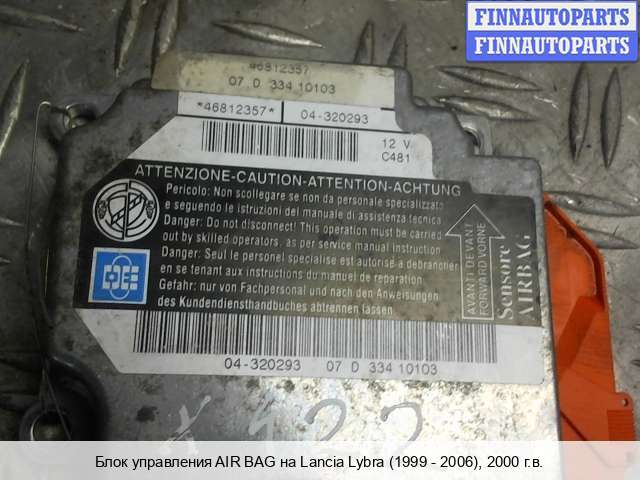 FINNAUTOPARTS
FINNAUTOPARTS
46812357
07 D 334 10103
*46812357*
04-320293
12 V
C481
ATTENZIONE-CAUTION-ATTENTION-ACHTUNG
Pericolo: Non scollegare se non da personale specializzato
e seguendo le istruzioni del manuale di assistenza tecnica
Danger: Do not disconnect! This operation must be carried
out by skilled operators, as per service manual instruction
Danger: Seul le personel specialise est autorise a debrancher
en se tenant aux instructions du manuel de reparation.
Gefahr: nur von Fachpersonal und nach den Anweisungen
des Kundendiensthandbuches abtrennen lassen
AVANTI-DEVANT
FORWARD-VORNE
Sensore
AIRBAG
04-320293 07 D 334 10103
Блок управления AIR BAG на Lancia Lybra (1999 - 2006), 2000 г.в.